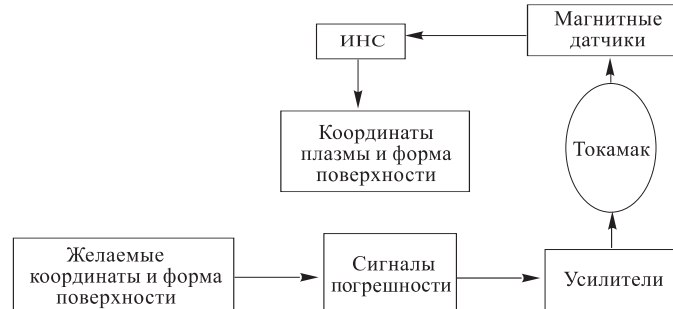 Магнитные
датчики
ИНС
Координаты
плазмы и форма
поверхности
Токамак
Желаемые
координаты и форма
поверхности
Сигналы
погрешности
Усилители